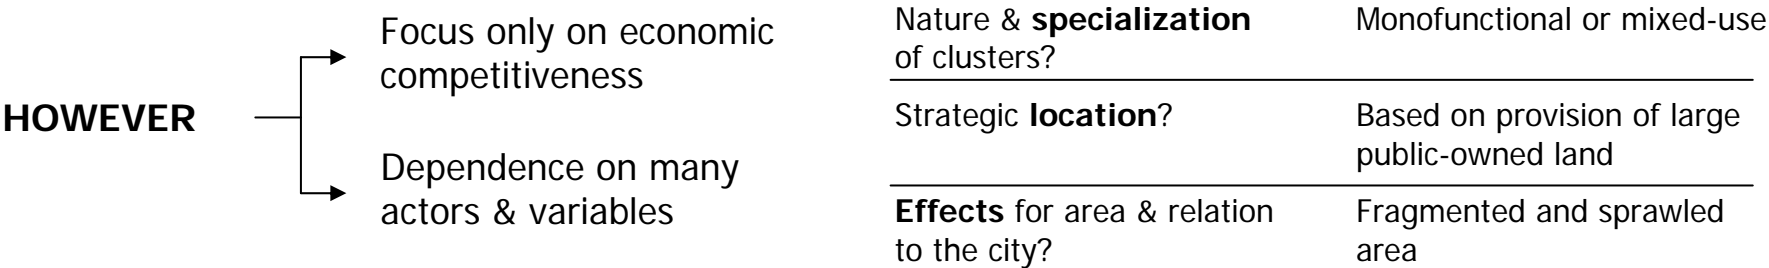 HOWEVER
Focus only on economic
competitiveness
Dependence on many
actors & variables
Nature & specialization
of clusters?
Monofunctional or mixed-use
Strategic location?
Based on provision of large
public-owned land
Effects for area & relation
to the city?
Fragmented and sprawled
area